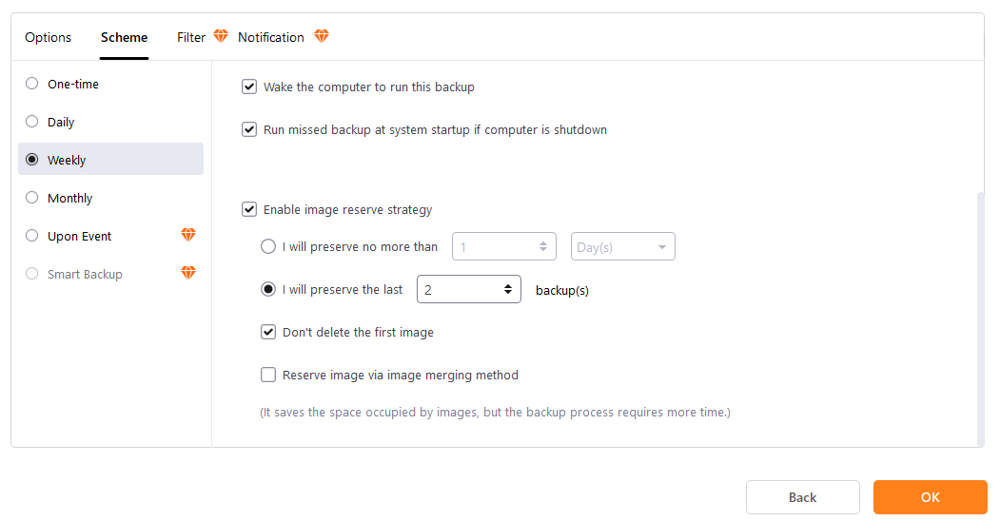 Options Scheme Filter Notification
One-time
Daily
Weekly
Monthly
Upon Event
Smart Backup
Wake the computer to run this backup
Run missed backup at system startup if computer is shutdown
Enable image reserve strategy
I will preserve no more than 1 Day(s)
I will preserve the last 2 backup(s)
Don't delete the first image
Reserve image via image merging method
(It saves the space occupied by images, but the backup process requires more time.)
Back OK